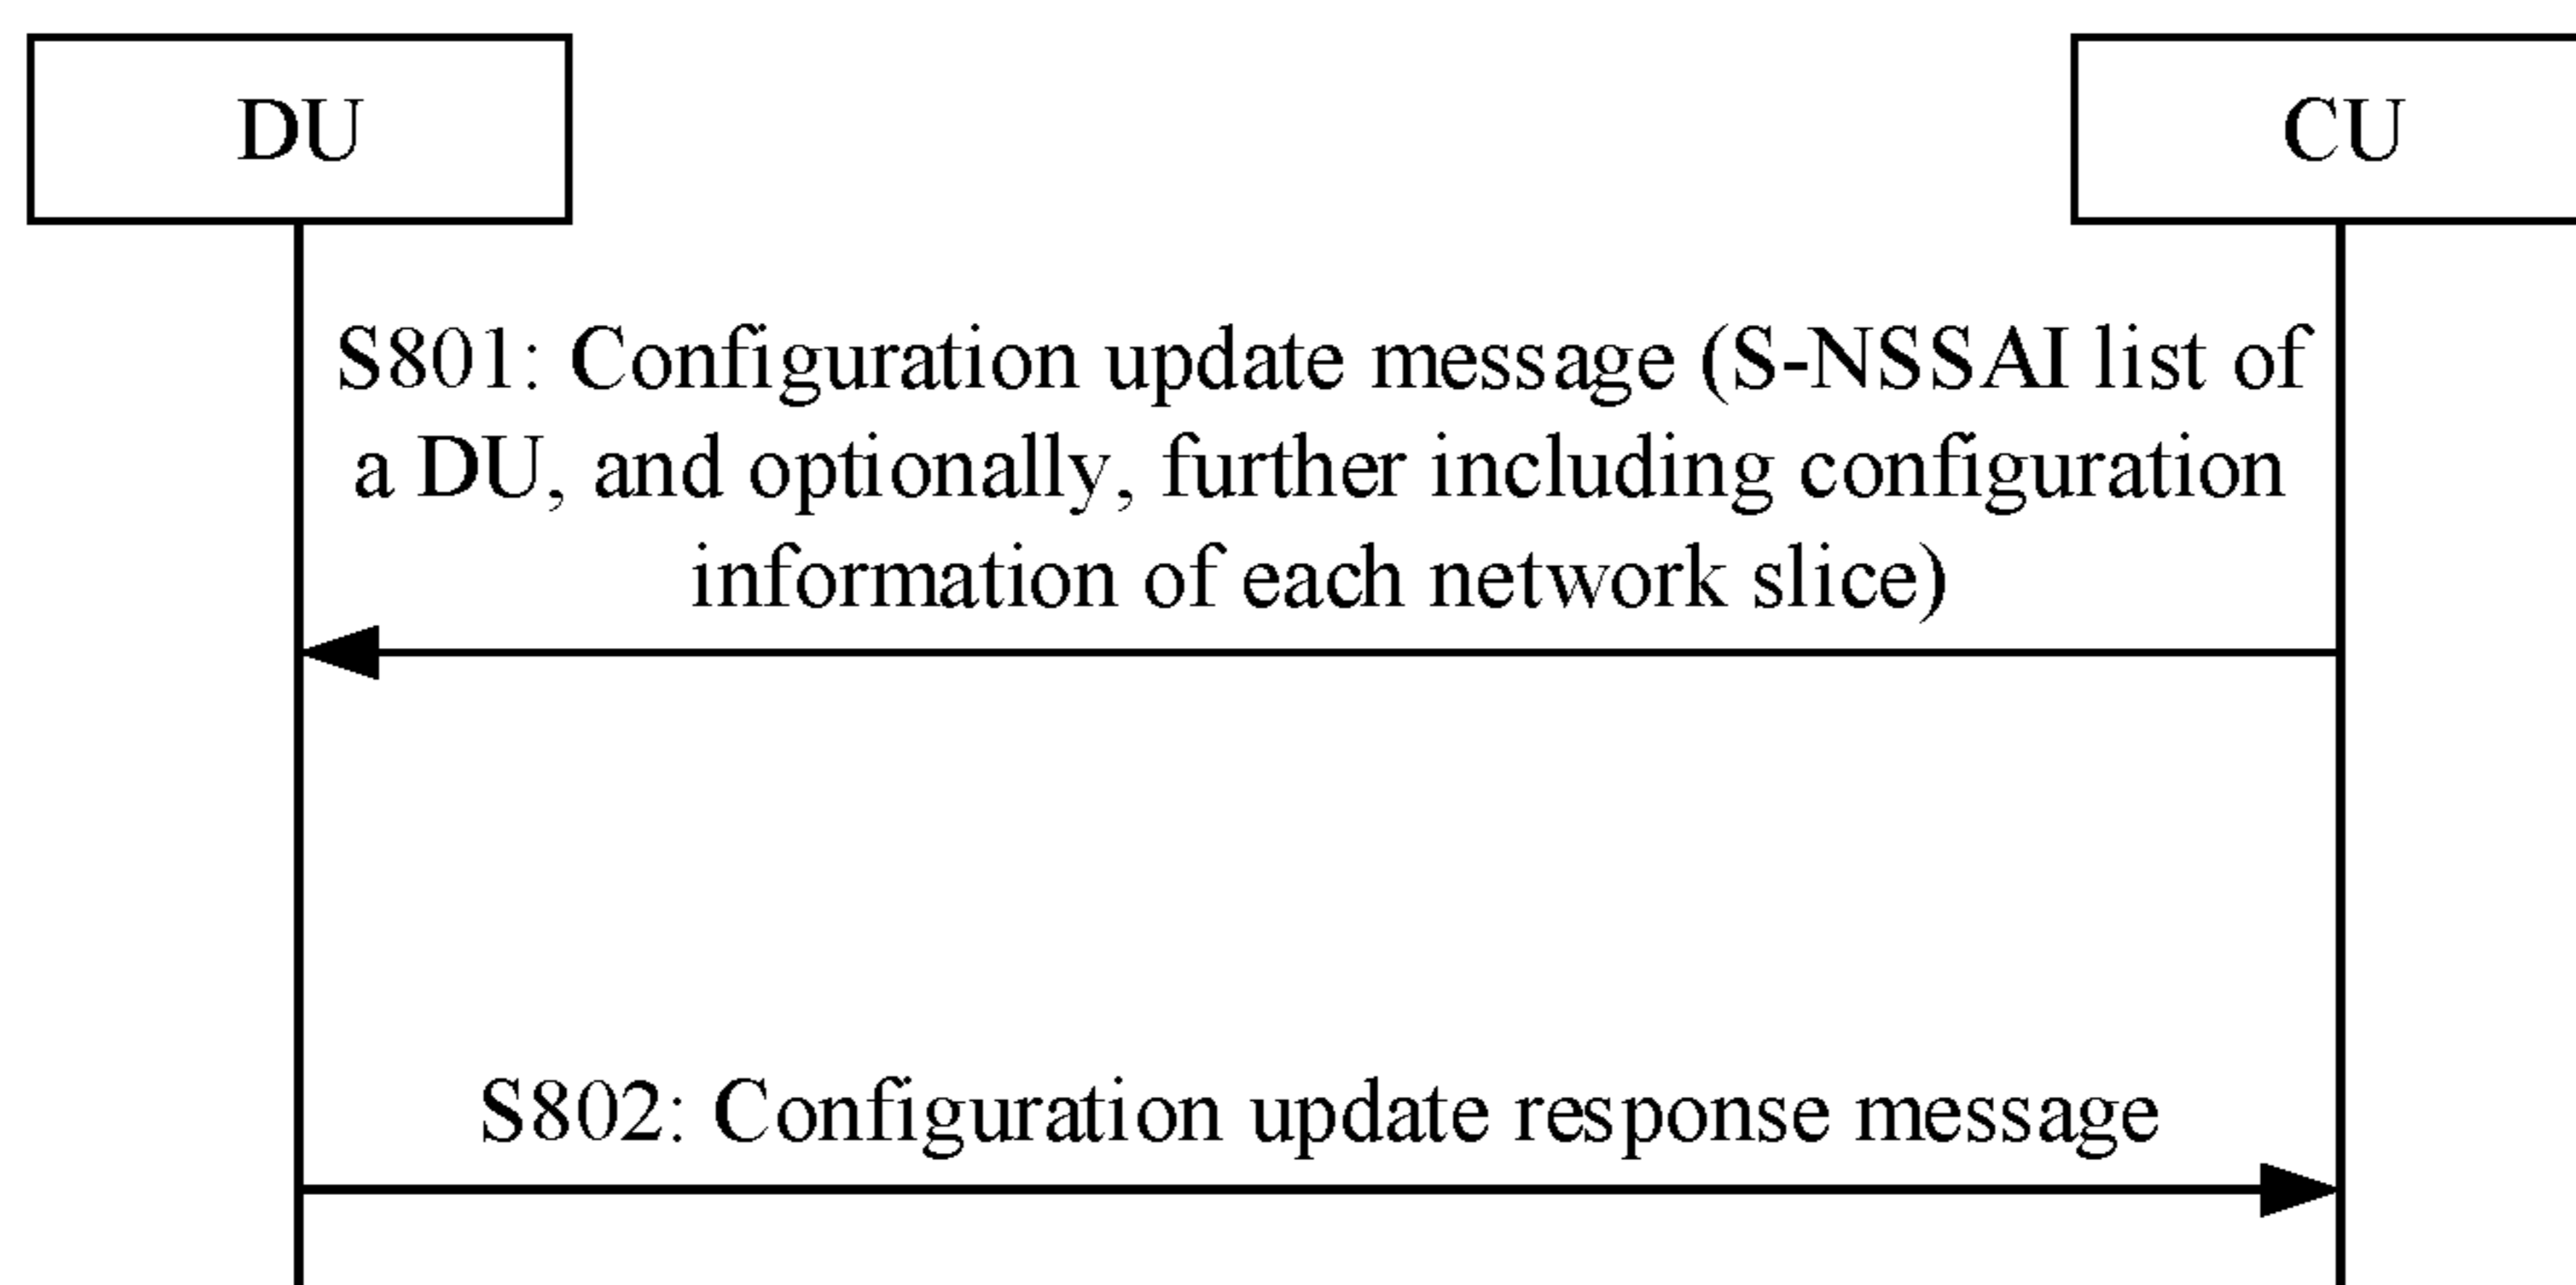 DU
CU
S801: Configuration update message (S-NSSAI list of
a DU, and optionally, further including configuration
information of each network slice)
S802: Configuration update response message